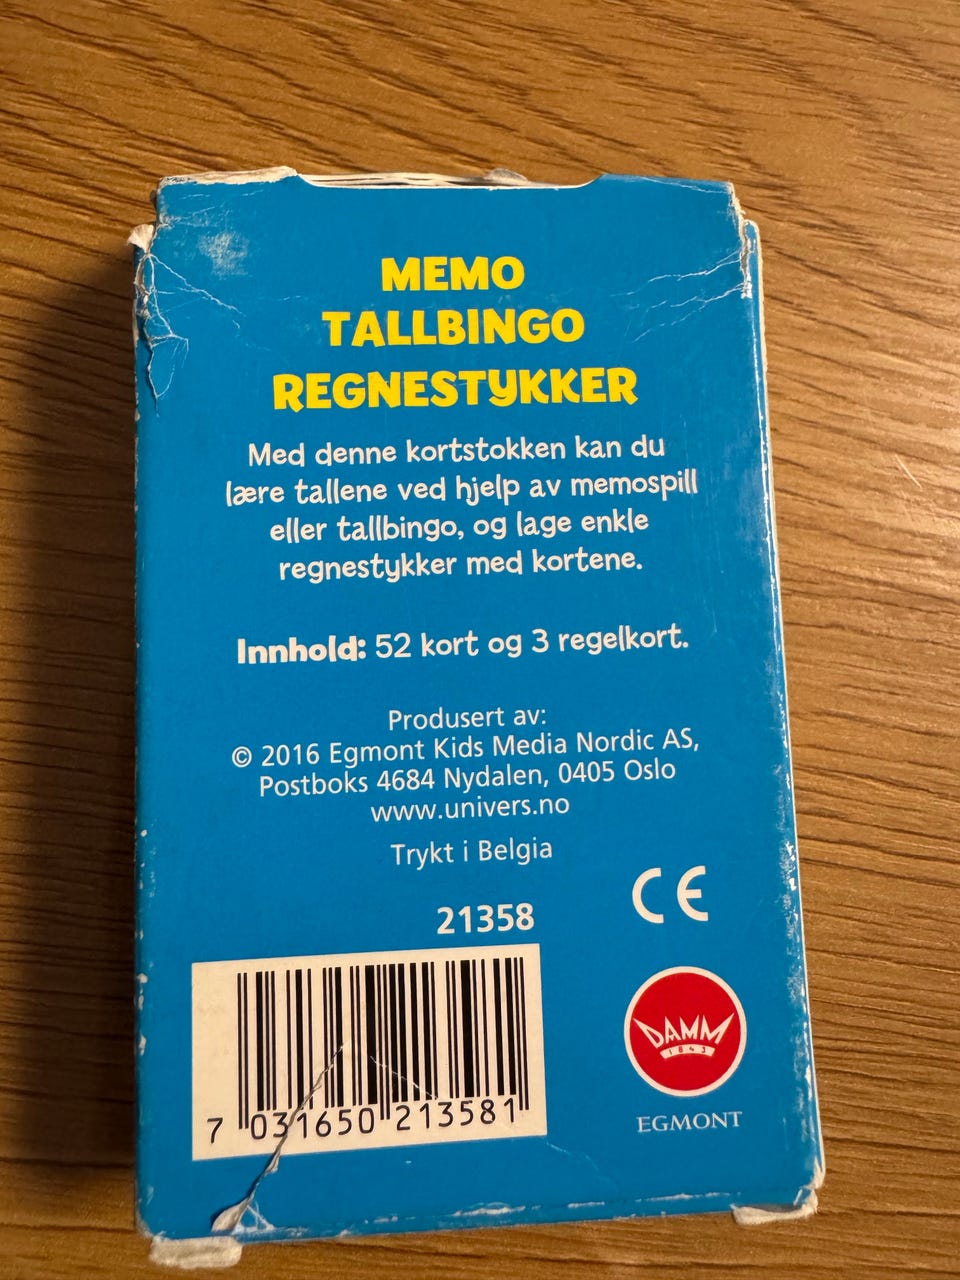 MEMO
TALLBINGO
REGNESTYKKER
Med denne kortstokken kan du
lære tallene ved hjelp av memospill
eller tallbingo, og lage enkle
regnestykker med kortene.
Innhold: 52 kort og 3 regelkort.
Produsert av:
© 2016 Egmont Kids Media Nordic AS,
Postboks 4684 Nydalen, 0405 Oslo
www.univers.no
Trykt i Belgia
CE
21358
7 031650 213581
DAMM
1843
EGMONT